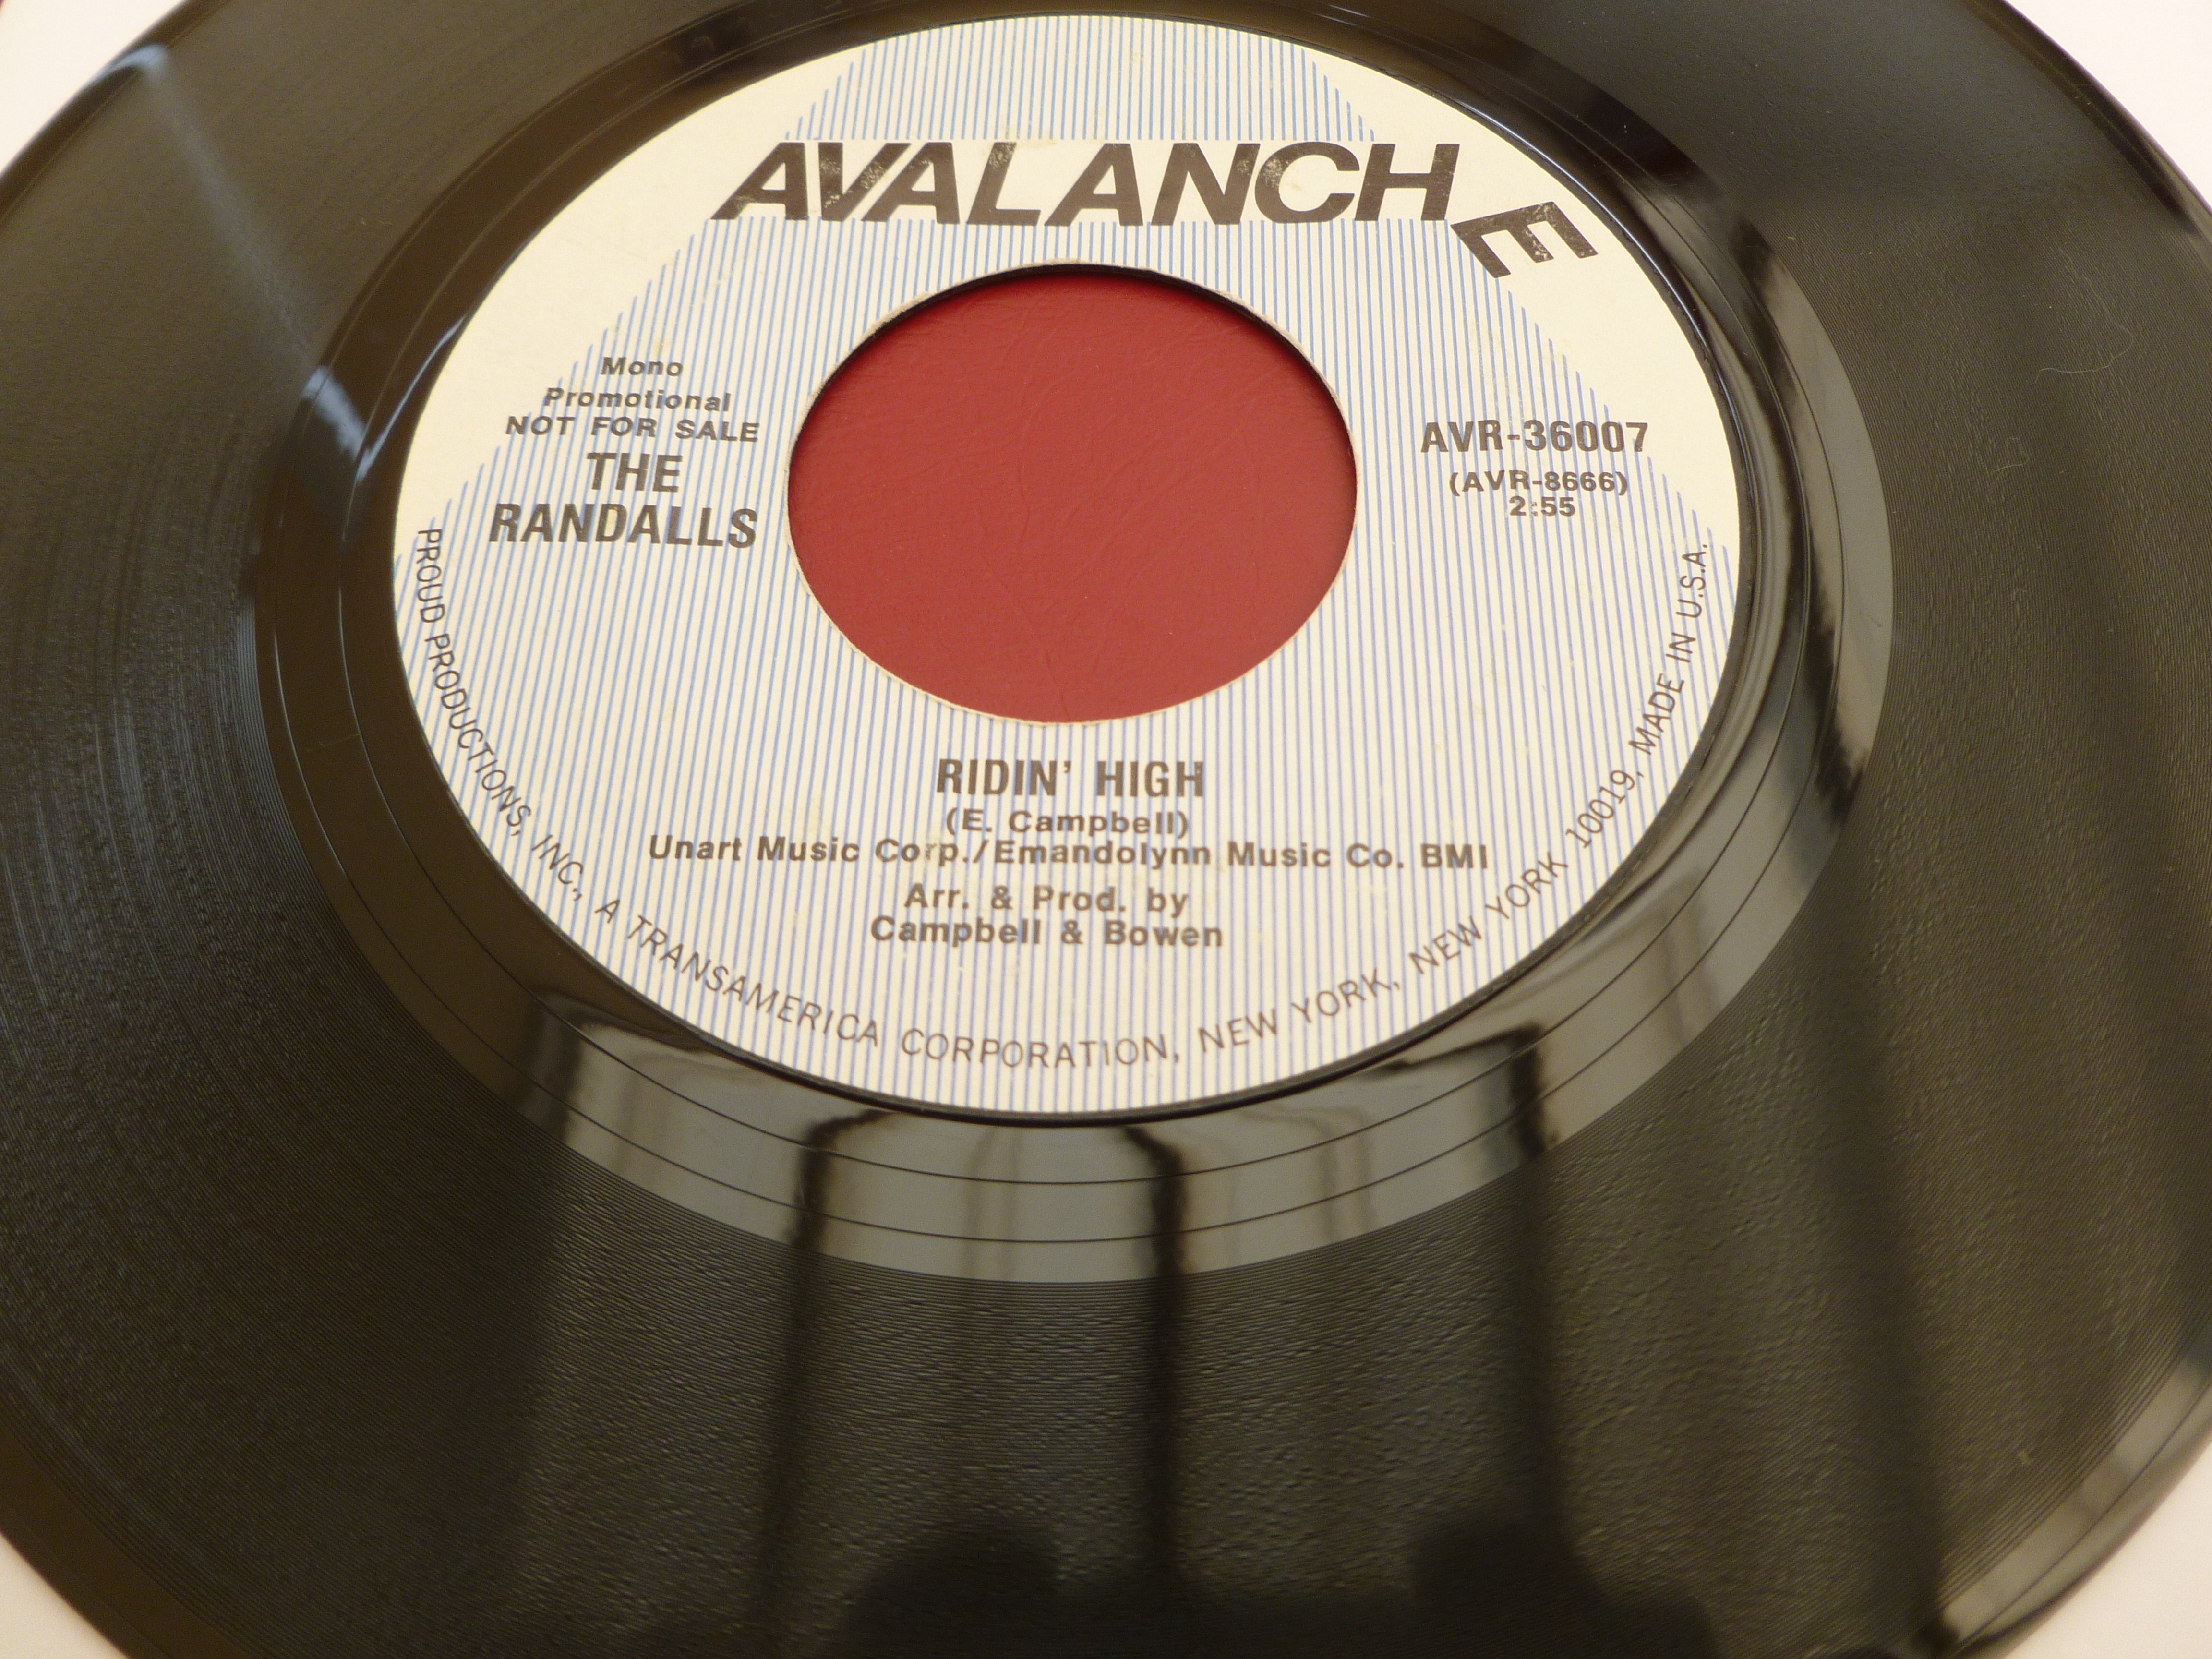 AVALANCHE
Mono
Promotional
NOT FOR SALE
THE
RANDALLS
AVR-36007
(AVR-8666)
2:55
RIDIN' HIGH
(E. Campbell)
Unart Music Corp./Emandolynn Music Co. BMI
Arr. & Prod. by
Campbell & Bowen
PROUD PRODUCTIONS, INC., A TRANSAMERICA CORPORATION, NEW YORK, NEW YORK 10019, MADE IN U.S.A.